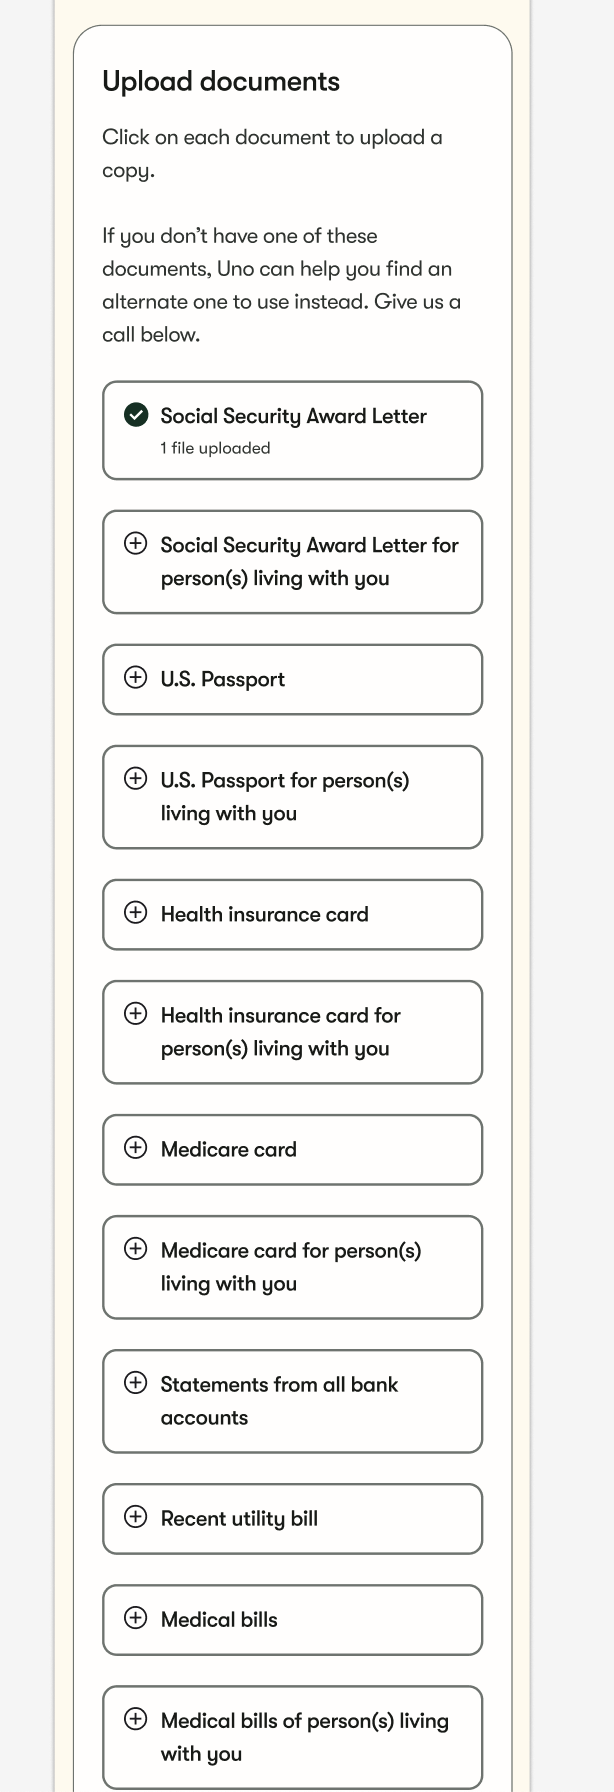 Upload documents
Click on each document to upload a
copy.
If you don’t have one of these
documents, Uno can help you find an
alternate one to use instead. Give us a
call below.
Social Security Award Letter
1 file uploaded
Social Security Award Letter for
person(s) living with you
U.S. Passport
U.S. Passport for person(s)
living with you
Health insurance card
Health insurance card for
person(s) living with you
Medicare card
Medicare card for person(s)
living with you
Statements from all bank
accounts
Recent utility bill
Medical bills
Medical bills of person(s) living
with you